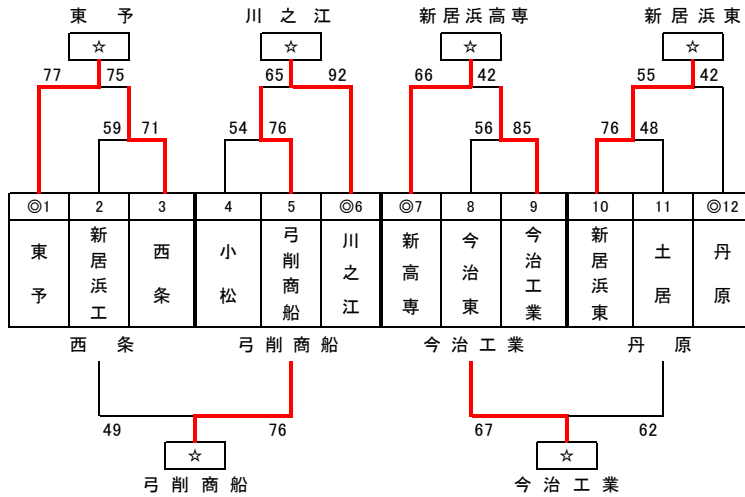 東 予 川 之 江 新居浜高専 新 居 浜 東
☆ ☆ ☆ ☆
77 75 65 92 66 42 55 42
59 71 54 76 56 85 76 48
◎1 2 3 4 5 ◎6 ◎7 8 9 10 11 ◎12
東予 新居浜工 西条 小松 弓削商船 川之江 新高専 今治東 今治工業 新居浜東 土居 丹原
西 条 弓削商船 今治工業 丹 原
49 76 67 62
☆ ☆
弓削商船 今治工業